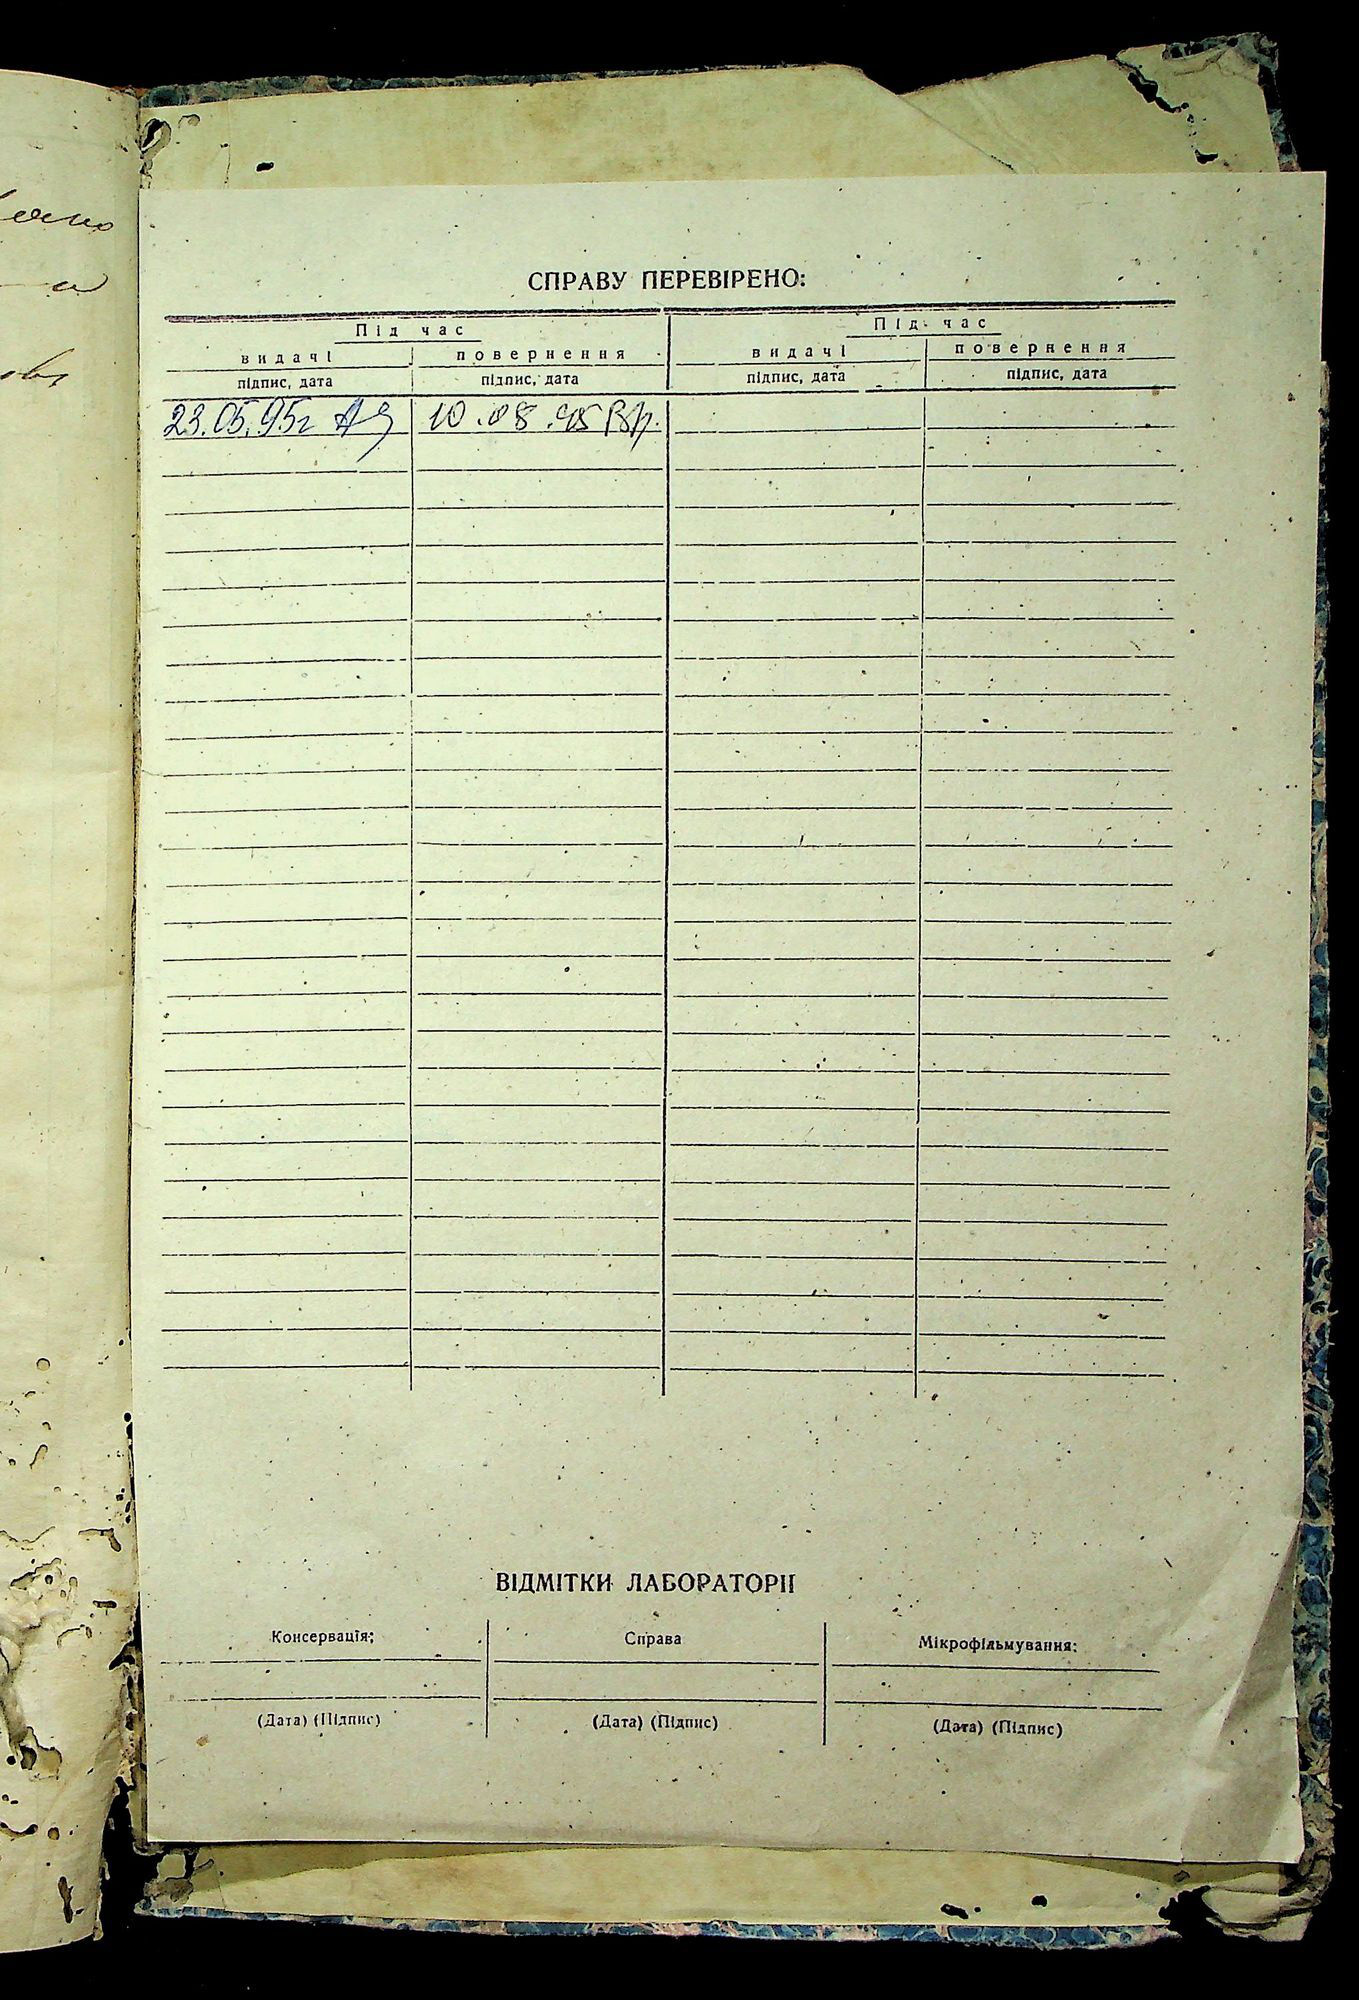 СПРАВУ ПЕРЕВІРЕНО:
Під час Під час
видачі повернення видачі повернення
підпис, дата підпис, дата підпис, дата підпис, дата
23.05.95г 10.08.95
ВІДМІТКИ ЛАБОРАТОРІЇ
Консервація: Справа Мікрофільмування:
(Дата) (Підпис) (Дата) (Підпис) (Дата) (Підпис)